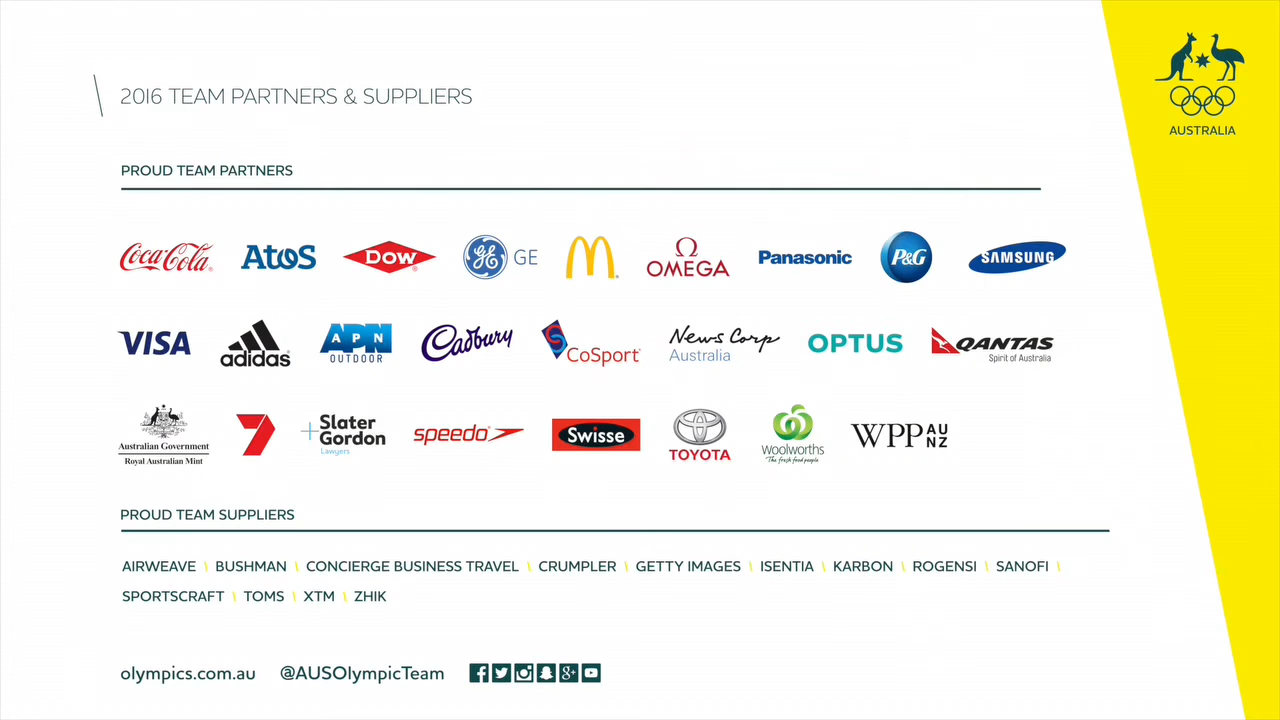 2016 TEAM PARTNERS & SUPPLIERS
AUSTRALIA
PROUD TEAM PARTNERS
Coca-Cola Atos DOW GE GE OMEGA Panasonic P&G SAMSUNG
VISA adidas APN OUTDOOR Cadbury CoSport News Corp Australia OPTUS QANTAS Spirit of Australia
Australian Government Royal Australian Mint 7 Slater Gordon Lawyers speedo Swisse TOYOTA woolworths The fresh food people WPP AU NZ
PROUD TEAM SUPPLIERS
AIRWEAVE \ BUSHMAN \ CONCIERGE BUSINESS TRAVEL \ CRUMPLER \ GETTY IMAGES \ ISENTIA \ KARBON \ ROGENSI \ SANOFI \
SPORTSCRAFT \ TOMS \ XTM \ ZHIK
olympics.com.au @AUSOlympicTeam